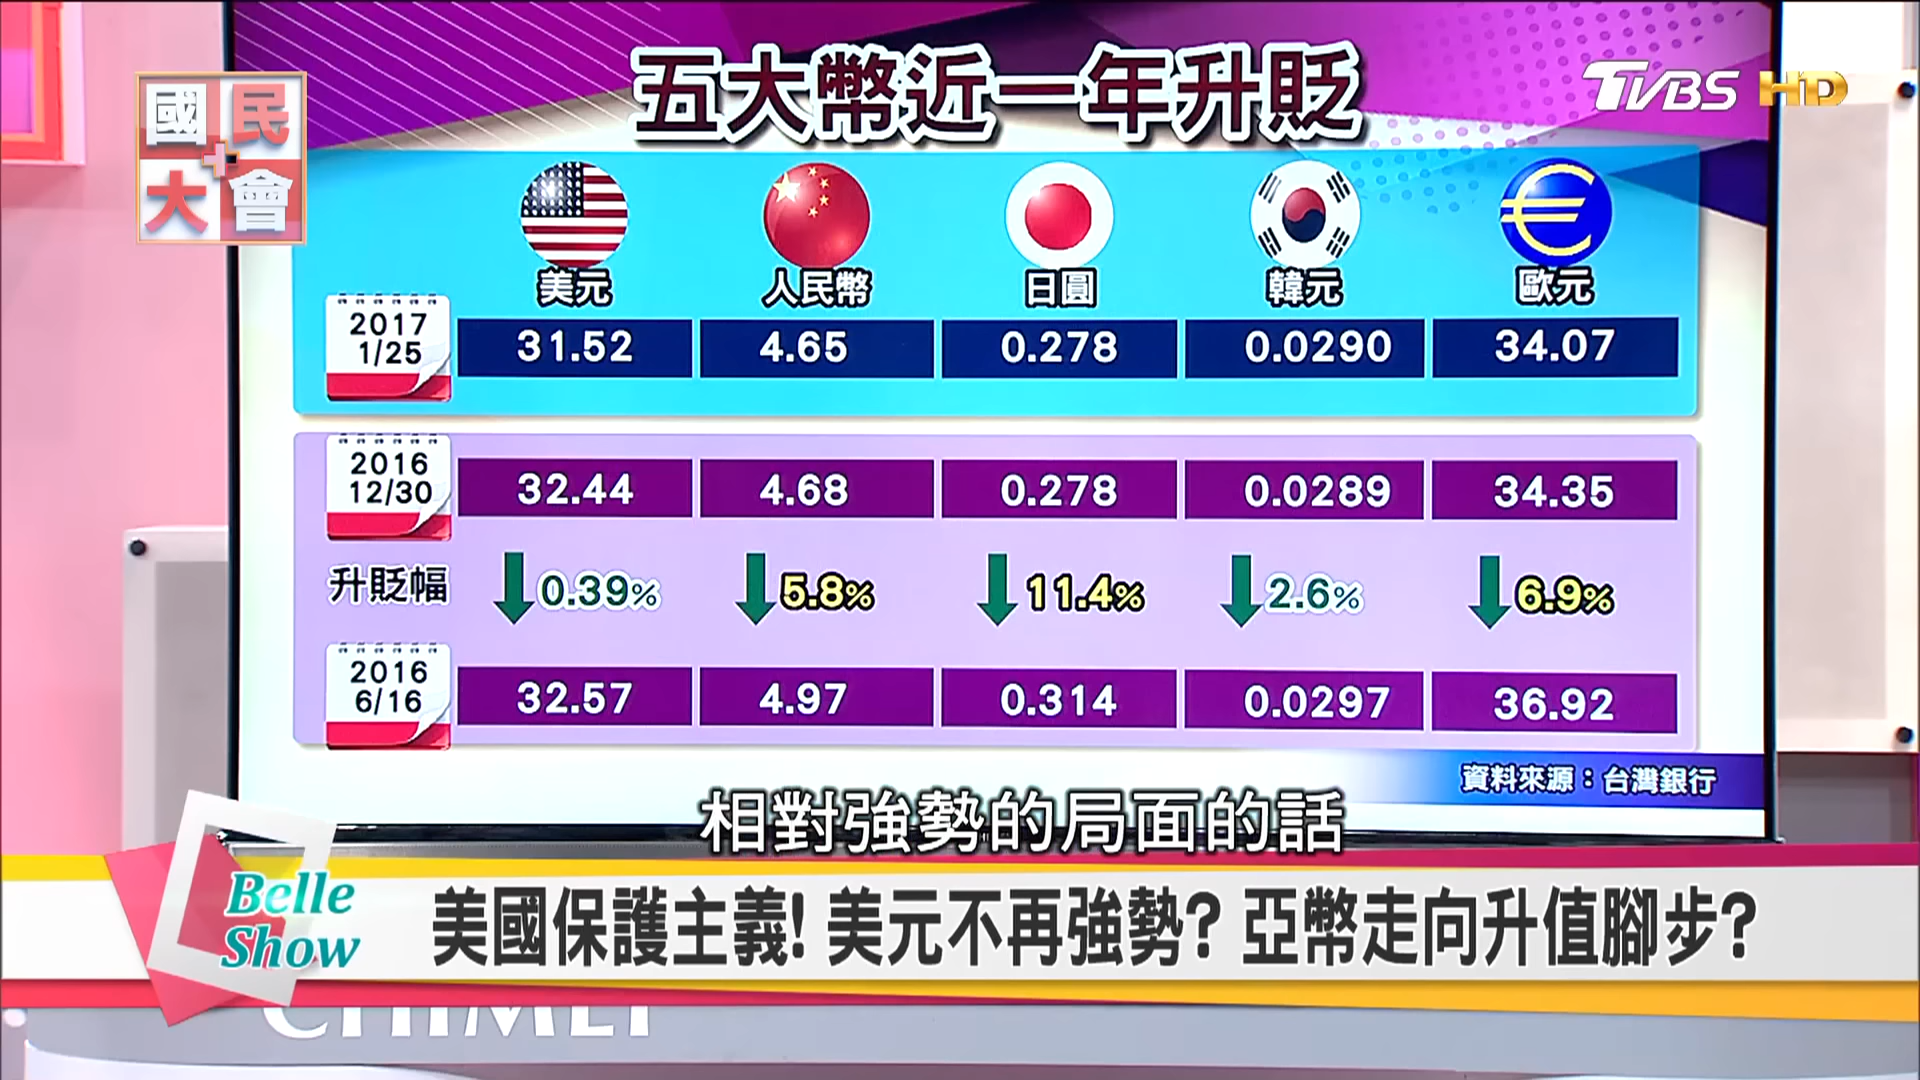 五大幣近一年升貶
TVBS HD
國民
大會
美元 人民幣 日圓 韓元 歐元
2017
1/25
31.52 4.65 0.278 0.0290 34.07
2016
12/30
32.44 4.68 0.278 0.0289 34.35
升貶幅 0.39% 5.8% 11.4% 2.6% 6.9%
2016
6/16
32.57 4.97 0.314 0.0297 36.92
資料來源：台灣銀行
相對強勢的局面的話
Belle
Show
美國保護主義! 美元不再強勢? 亞幣走向升值腳步?
CHIMEI